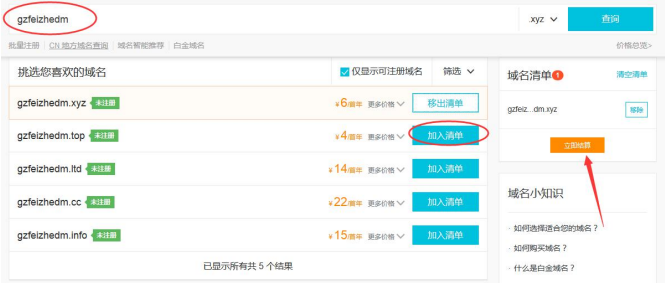 gzfeizhedm .xyz 查询
批量注册 CN 地方域名查询 域名智能推荐 白金域名 价格总览>
挑选您喜欢的域名 仅显示可注册域名 筛选
gzfeizhedm.xyz 未注册 ¥6/首年 更多价格 移出清单
gzfeizhedm.top 未注册 ¥4/首年 更多价格 加入清单
gzfeizhedm.ltd 未注册 ¥14/首年 更多价格 加入清单
gzfeizhedm.cc 未注册 ¥22/首年 更多价格 加入清单
gzfeizhedm.info 未注册 ¥15/首年 更多价格 加入清单
已显示所有共 5 个结果
域名清单 1 清空清单
gzfeiz...dm.xyz 移除
立即结算
域名小知识
· 如何选择适合您的域名？
· 如何购买域名？
· 什么是白金域名？